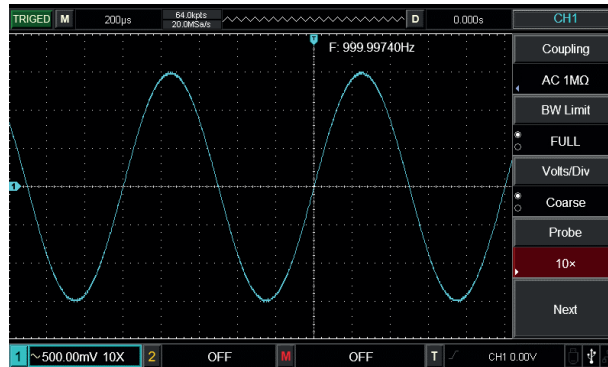 TRIGED M 200μs 64.0kpts D 0.000s CH1
20.0MSa/s
T
F: 999.99740Hz
Coupling
AC 1MΩ
BW Limit
FULL
Volts/Div
1
Coarse
Probe
10×
Next
1 ~500.00mV 10X 2 OFF M OFF T CH1 0.00V